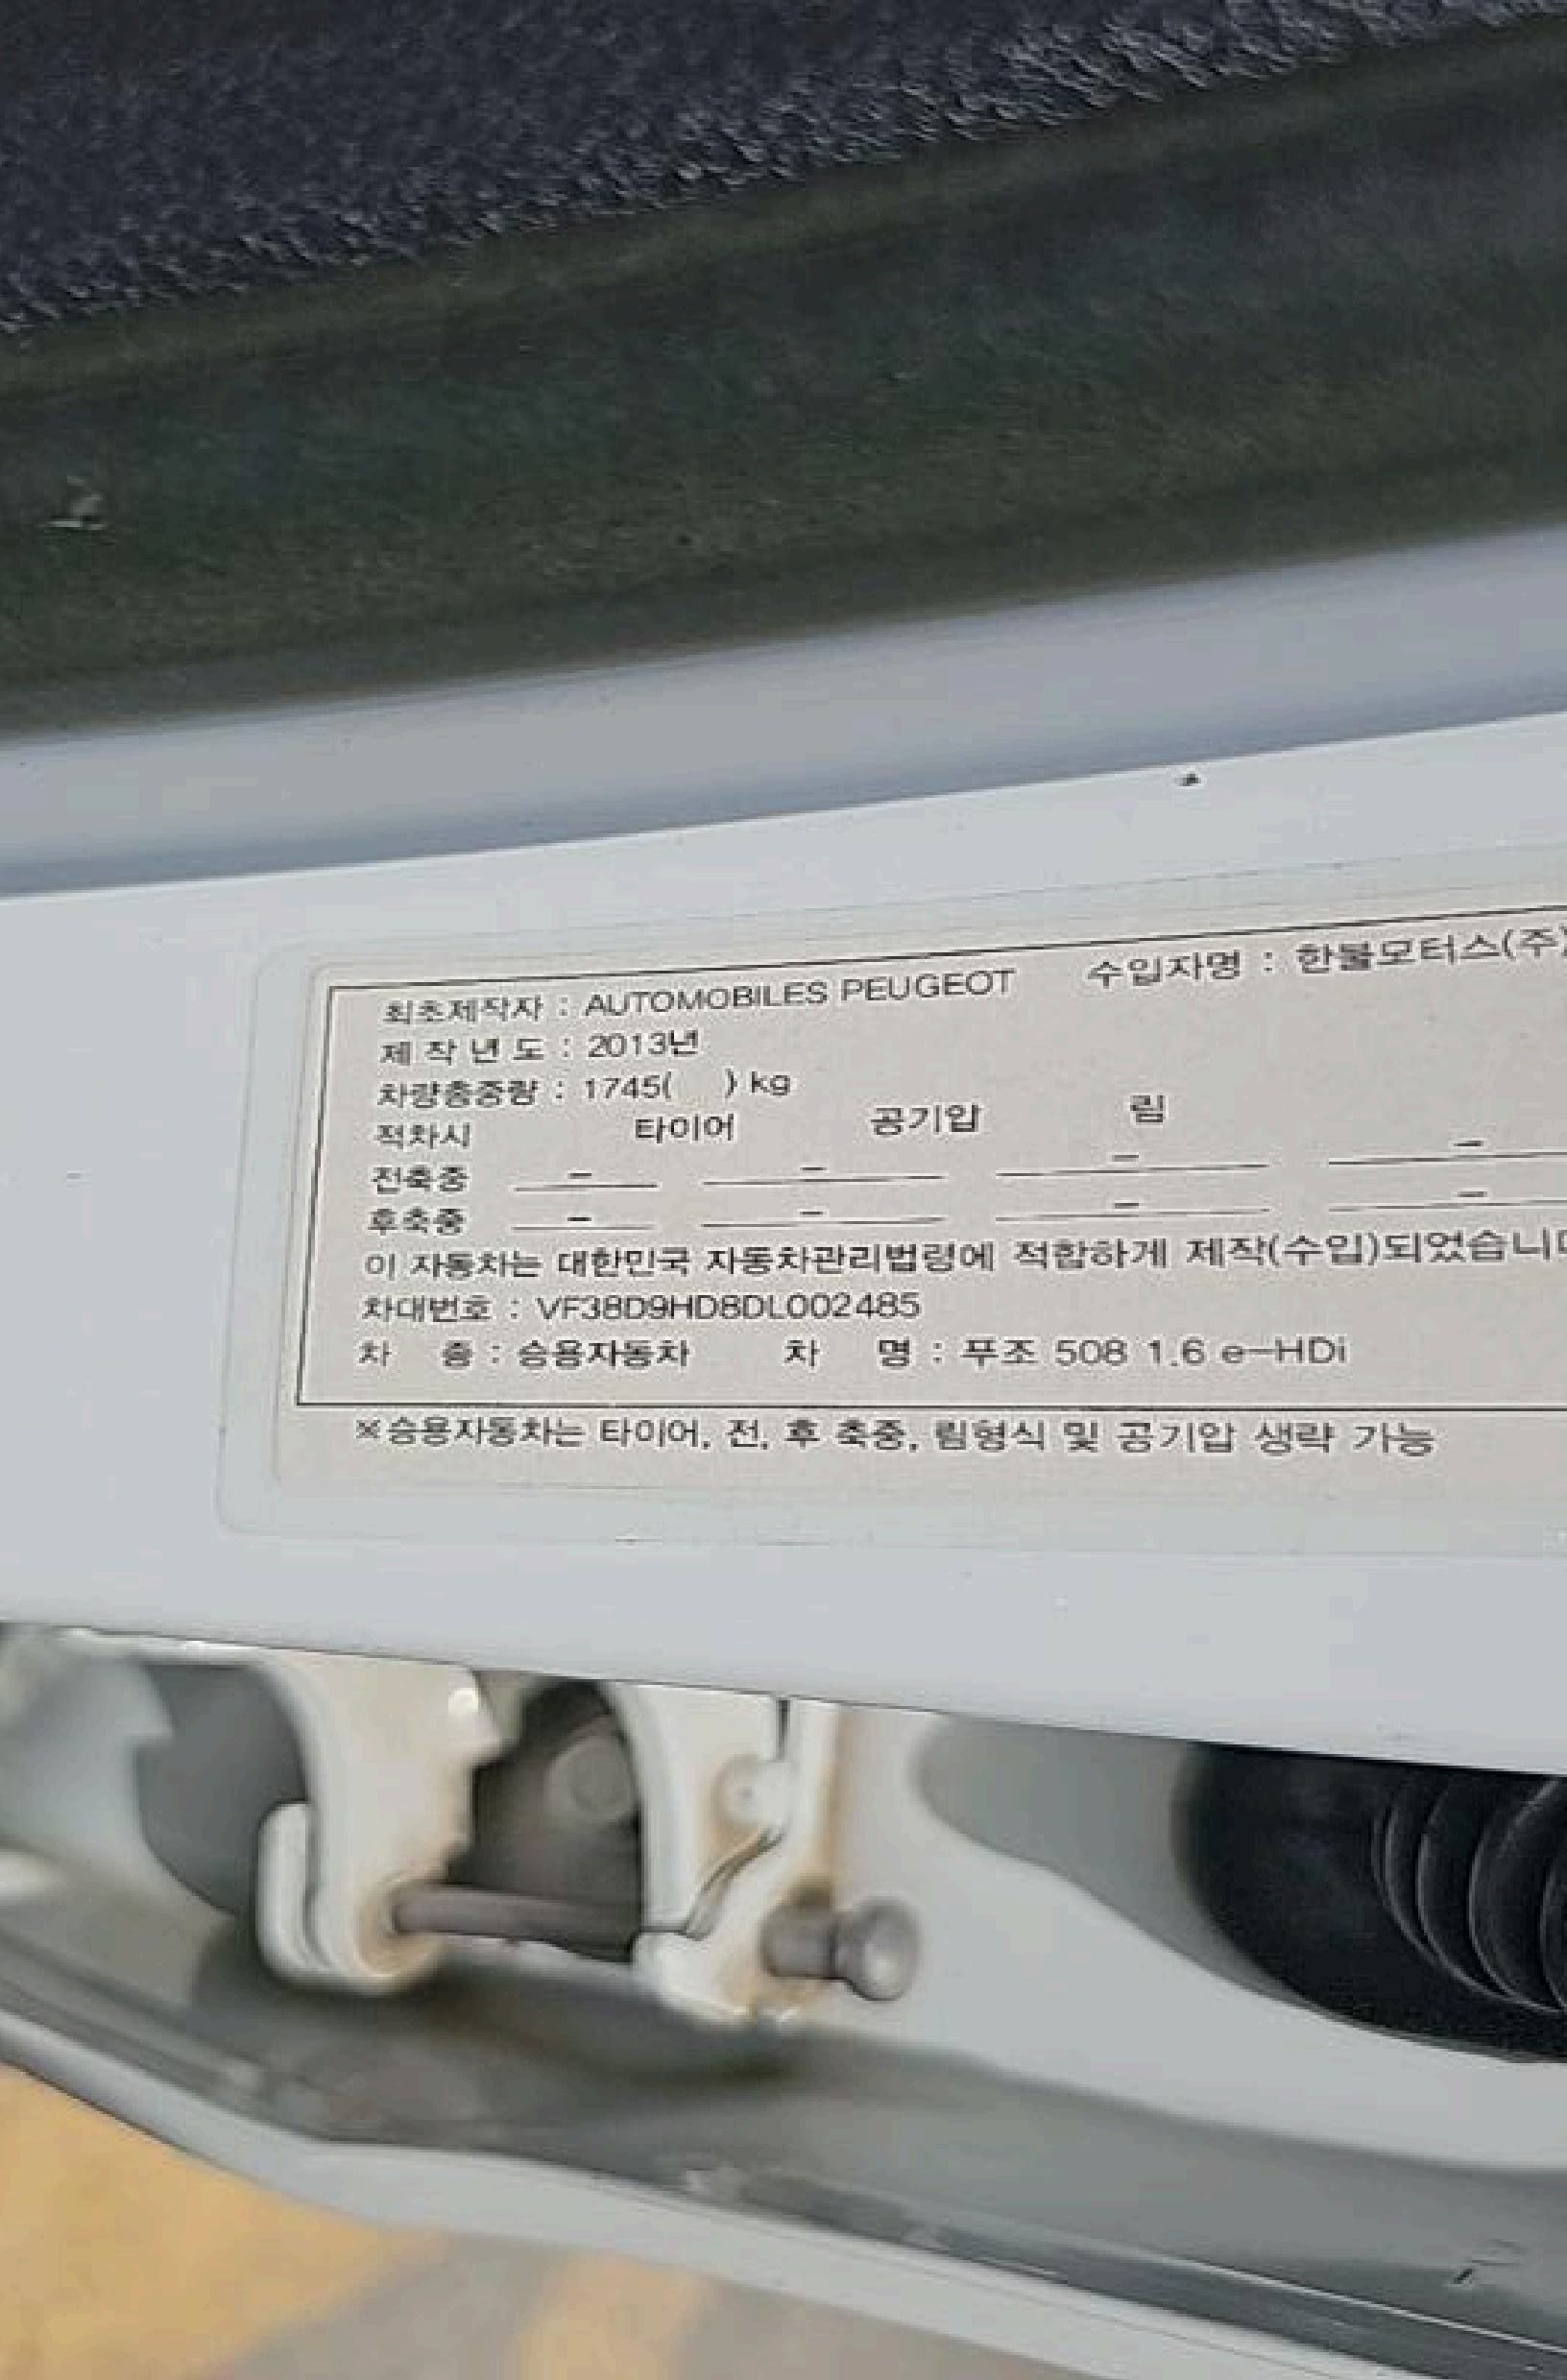 최초제작자 : AUTOMOBILES PEUGEOT 수입자명 : 한불모터스(주)
제 작 년 도 : 2013년
차량총중량 : 1745( ) kg
적차시 타이어 공기압 림
전축중 – – – –
후축중 – – – –
이 자동차는 대한민국 자동차관리법령에 적합하게 제작(수입)되었습니다
차대번호 : VF38D9HD8DL002485
차 종 : 승용자동차 차 명 : 푸조 508 1.6 e-HDi
※승용자동차는 타이어, 전, 후 축중, 림형식 및 공기압 생략 가능